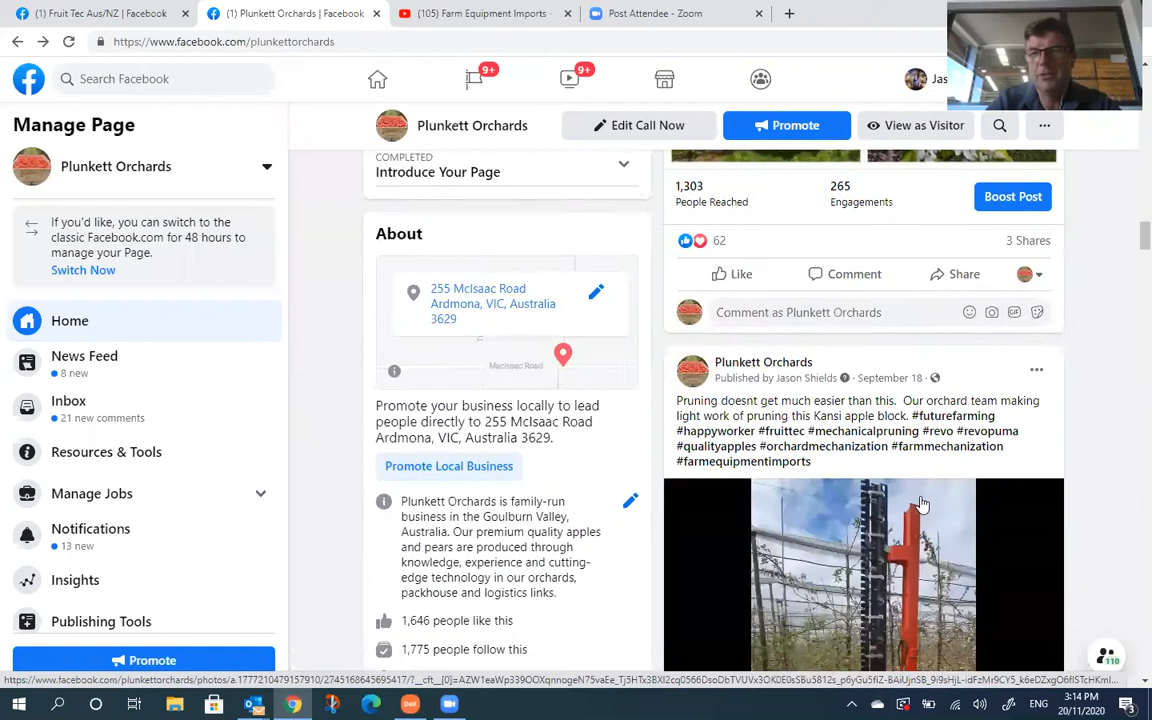 (1) Fruit Tec Aus/NZ | Facebook
(1) Plunkett Orchards | Facebook
(105) Farm Equipment Imports -
Post Attendee - Zoom
https://www.facebook.com/plunkettorchards
Search Facebook
9+
9+
Jas
Manage Page
Plunkett Orchards
Edit Call Now
Promote
View as Visitor
Plunkett Orchards
If you'd like, you can switch to the
classic Facebook.com for 48 hours to
manage your Page.
Switch Now
Home
News Feed
8 new
Inbox
21 new comments
Resources & Tools
Manage Jobs
Notifications
13 new
Insights
Publishing Tools
Promote
COMPLETED
Introduce Your Page
About
255 McIsaac Road
Ardmona, VIC, Australia
3629
MacIsaac Road
Promote your business locally to lead
people directly to 255 McIsaac Road
Ardmona, VIC, Australia 3629.
Promote Local Business
Plunkett Orchards is family-run
business in the Goulburn Valley,
Australia. Our premium quality apples
and pears are produced through
knowledge, experience and cutting-
edge technology in our orchards,
packhouse and logistics links.
1,646 people like this
1,775 people follow this
1,303
People Reached
265
Engagements
Boost Post
62
3 Shares
Like
Comment
Share
Comment as Plunkett Orchards
GIF
Plunkett Orchards
Published by Jason Shields · September 18 ·
Pruning doesnt get much easier than this. Our orchard team making
light work of pruning this Kansi apple block. #futurefarming
#happyworker #fruittec #mechanicalpruning #revo #revopuma
#qualityapples #orchardmechanization #farmmechanization
#farmequipmentimports
110
ENG
3:14 PM
20/11/2020
3